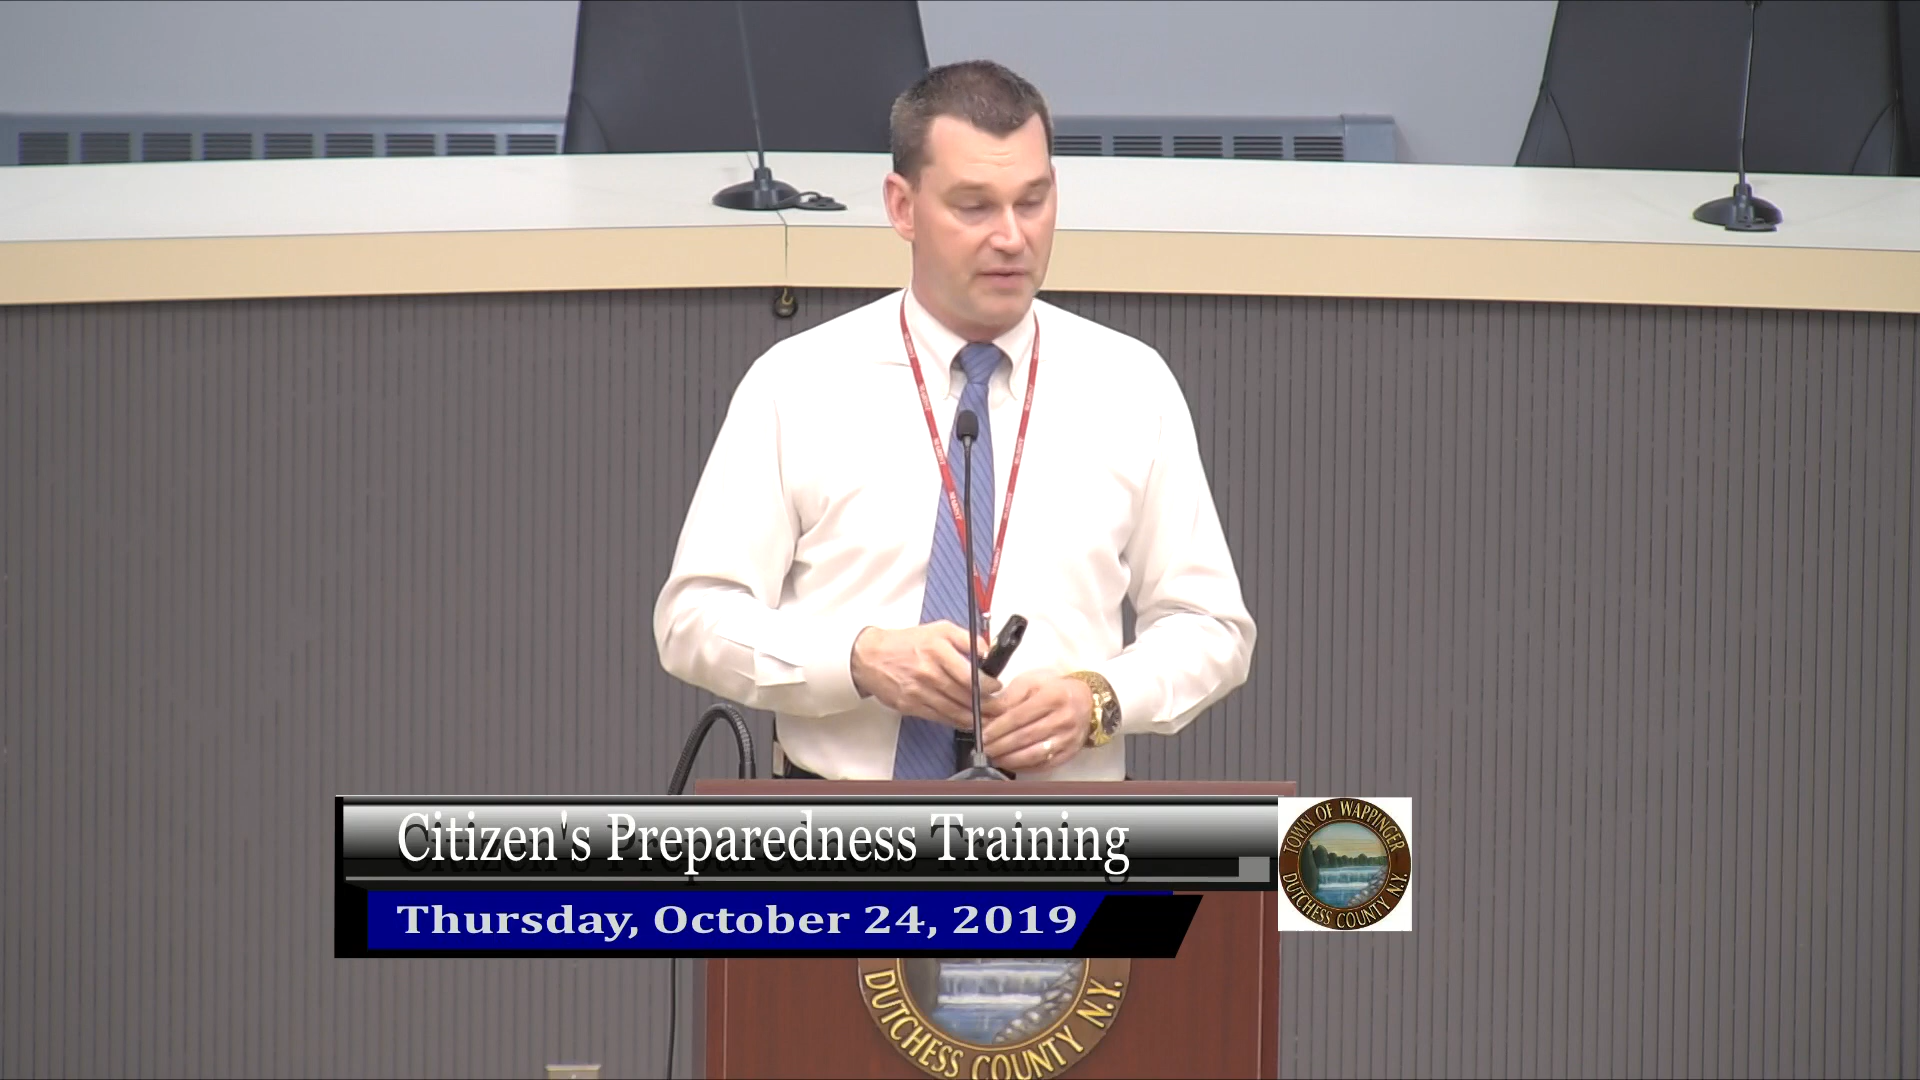 Citizen's Preparedness Training
Thursday, October 24, 2019
TOWN OF WAPPINGER
DUTCHESS COUNTY N.Y.
DUTCHESS COUNTY N.Y.